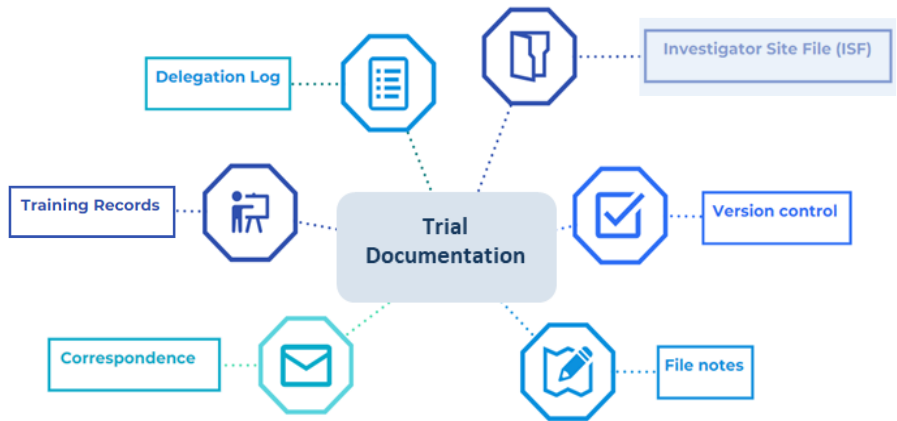 Investigator Site File (ISF)
Delegation Log
Training Records
Version control
Trial
Documentation
Correspondence
File notes